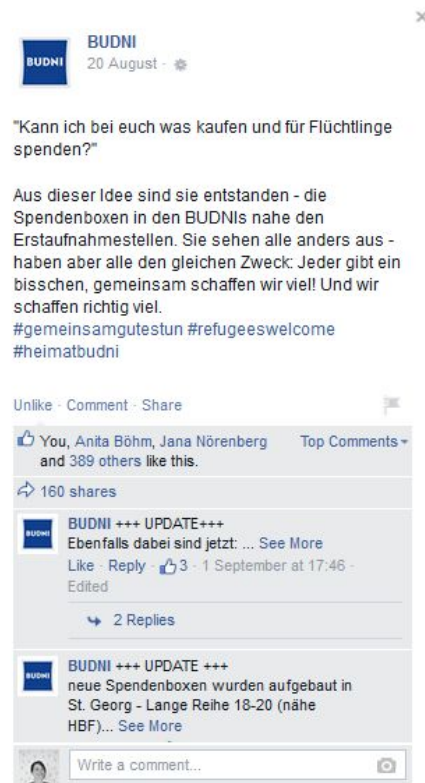 BUDNI
BUDNI
20 August ·
"Kann ich bei euch was kaufen und für Flüchtlinge
spenden?"
Aus dieser Idee sind sie entstanden - die
Spendenboxen in den BUDNIs nahe den
Erstaufnahmestellen. Sie sehen alle anders aus -
haben aber alle den gleichen Zweck: Jeder gibt ein
bisschen, gemeinsam schaffen wir viel! Und wir
schaffen richtig viel.
#gemeinsamgutestun #refugeeswelcome
#heimatbudni
Unlike · Comment · Share
You, Anita Böhm, Jana Nörenberg Top Comments
and 389 others like this.
160 shares
BUDNI
BUDNI +++ UPDATE+++
Ebenfalls dabei sind jetzt: ... See More
Like · Reply · 3 · 1 September at 17:46 ·
Edited
2 Replies
BUDNI
BUDNI +++ UPDATE +++
neue Spendenboxen wurden aufgebaut in
St. Georg - Lange Reihe 18-20 (nähe
HBF)... See More
Write a comment...